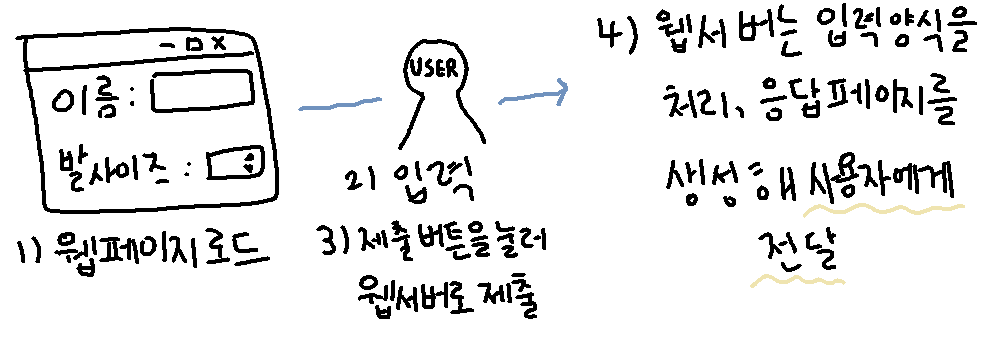 이름:
발사이즈:
1) 웹페이지 로드
USER
2) 입력
3) 제출 버튼을 눌러
웹서버로 제출
4) 웹서버는 입력양식을
처리, 응답페이지를
생성해 사용자에게
전달